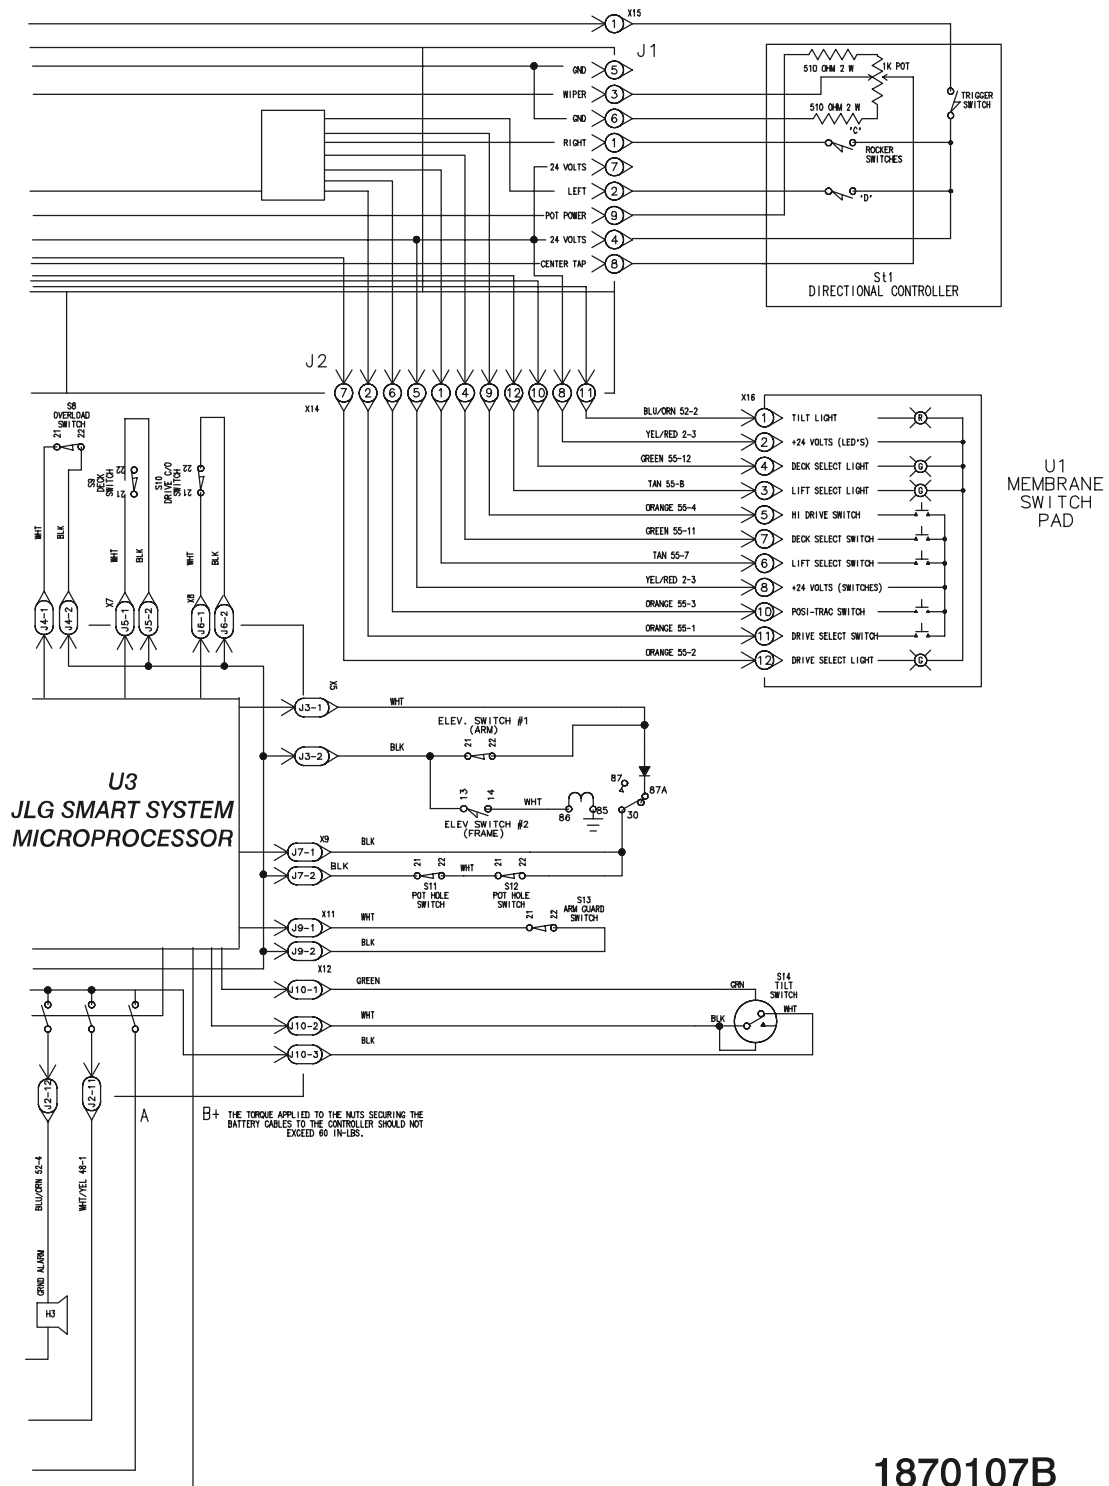 1 X15
J1
GND 5
WIPER 3
GND 6
RIGHT 1
24 VOLTS 7
LEFT 2
POT POWER 9
24 VOLTS 4
CENTER TAP 8
510 OHM 2 W
1K POT
510 OHM 2 W
TRIGGER
SWITCH
'C'
ROCKER
SWITCHES
'D'
St1
DIRECTIONAL CONTROLLER
J2
X14
7 2 6 5 1 4 9 12 10 8 11
X16
BLU/ORN 52-2 1 TILT LIGHT R
YEL/RED 2-3 2 +24 VOLTS (LED'S)
GREEN 55-12 4 DECK SELECT LIGHT G
TAN 55-8 3 LIFT SELECT LIGHT G
ORANGE 55-4 5 HI DRIVE SWITCH
GREEN 55-11 7 DECK SELECT SWITCH
TAN 55-7 6 LIFT SELECT SWITCH
YEL/RED 2-3 8 +24 VOLTS (SWITCHES)
ORANGE 55-3 10 POSI-TRAC SWITCH
ORANGE 55-1 11 DRIVE SELECT SWITCH
ORANGE 55-2 12 DRIVE SELECT LIGHT G
U1
MEMBRANE
SWITCH
PAD
S8
OVERLOAD
SWITCH
21 22
S9
DECK
SWITCH
21 22
S10
DRIVE C/O
SWITCH
21 22
WHT BLK
WHT BLK
WHT BLK
J4-1 J4-2
X7
J5-1 J5-2
X8
J6-1 J6-2
U3
JLG SMART SYSTEM
MICROPROCESSOR
X5
J3-1 WHT
J3-2 BLK
ELEV. SWITCH #1
(ARM)
21 22
13 14 WHT
86 85
ELEV SWITCH #2
(FRAME)
87
87A
30
X9
J7-1 BLK
J7-2 BLK
21 22
WHT
21 22
S11
POT HOLE
SWITCH
S12
POT HOLE
SWITCH
S13
ARM GUARD
SWITCH
21 22
X11
J9-1 WHT
J9-2 BLK
X12
J10-1 GREEN
J10-2 WHT
J10-3 BLK
S14
TILT
SWITCH
GRN
BLK
WHT
J2-12
J2-11
A
B+ THE TORQUE APPLIED TO THE NUTS SECURING THE
BATTERY CABLES TO THE CONTROLLER SHOULD NOT
EXCEED 60 IN-LBS.
BLU/ORN 52-4
WHT/YEL 48-1
GRND ALARM
H3
1870107B